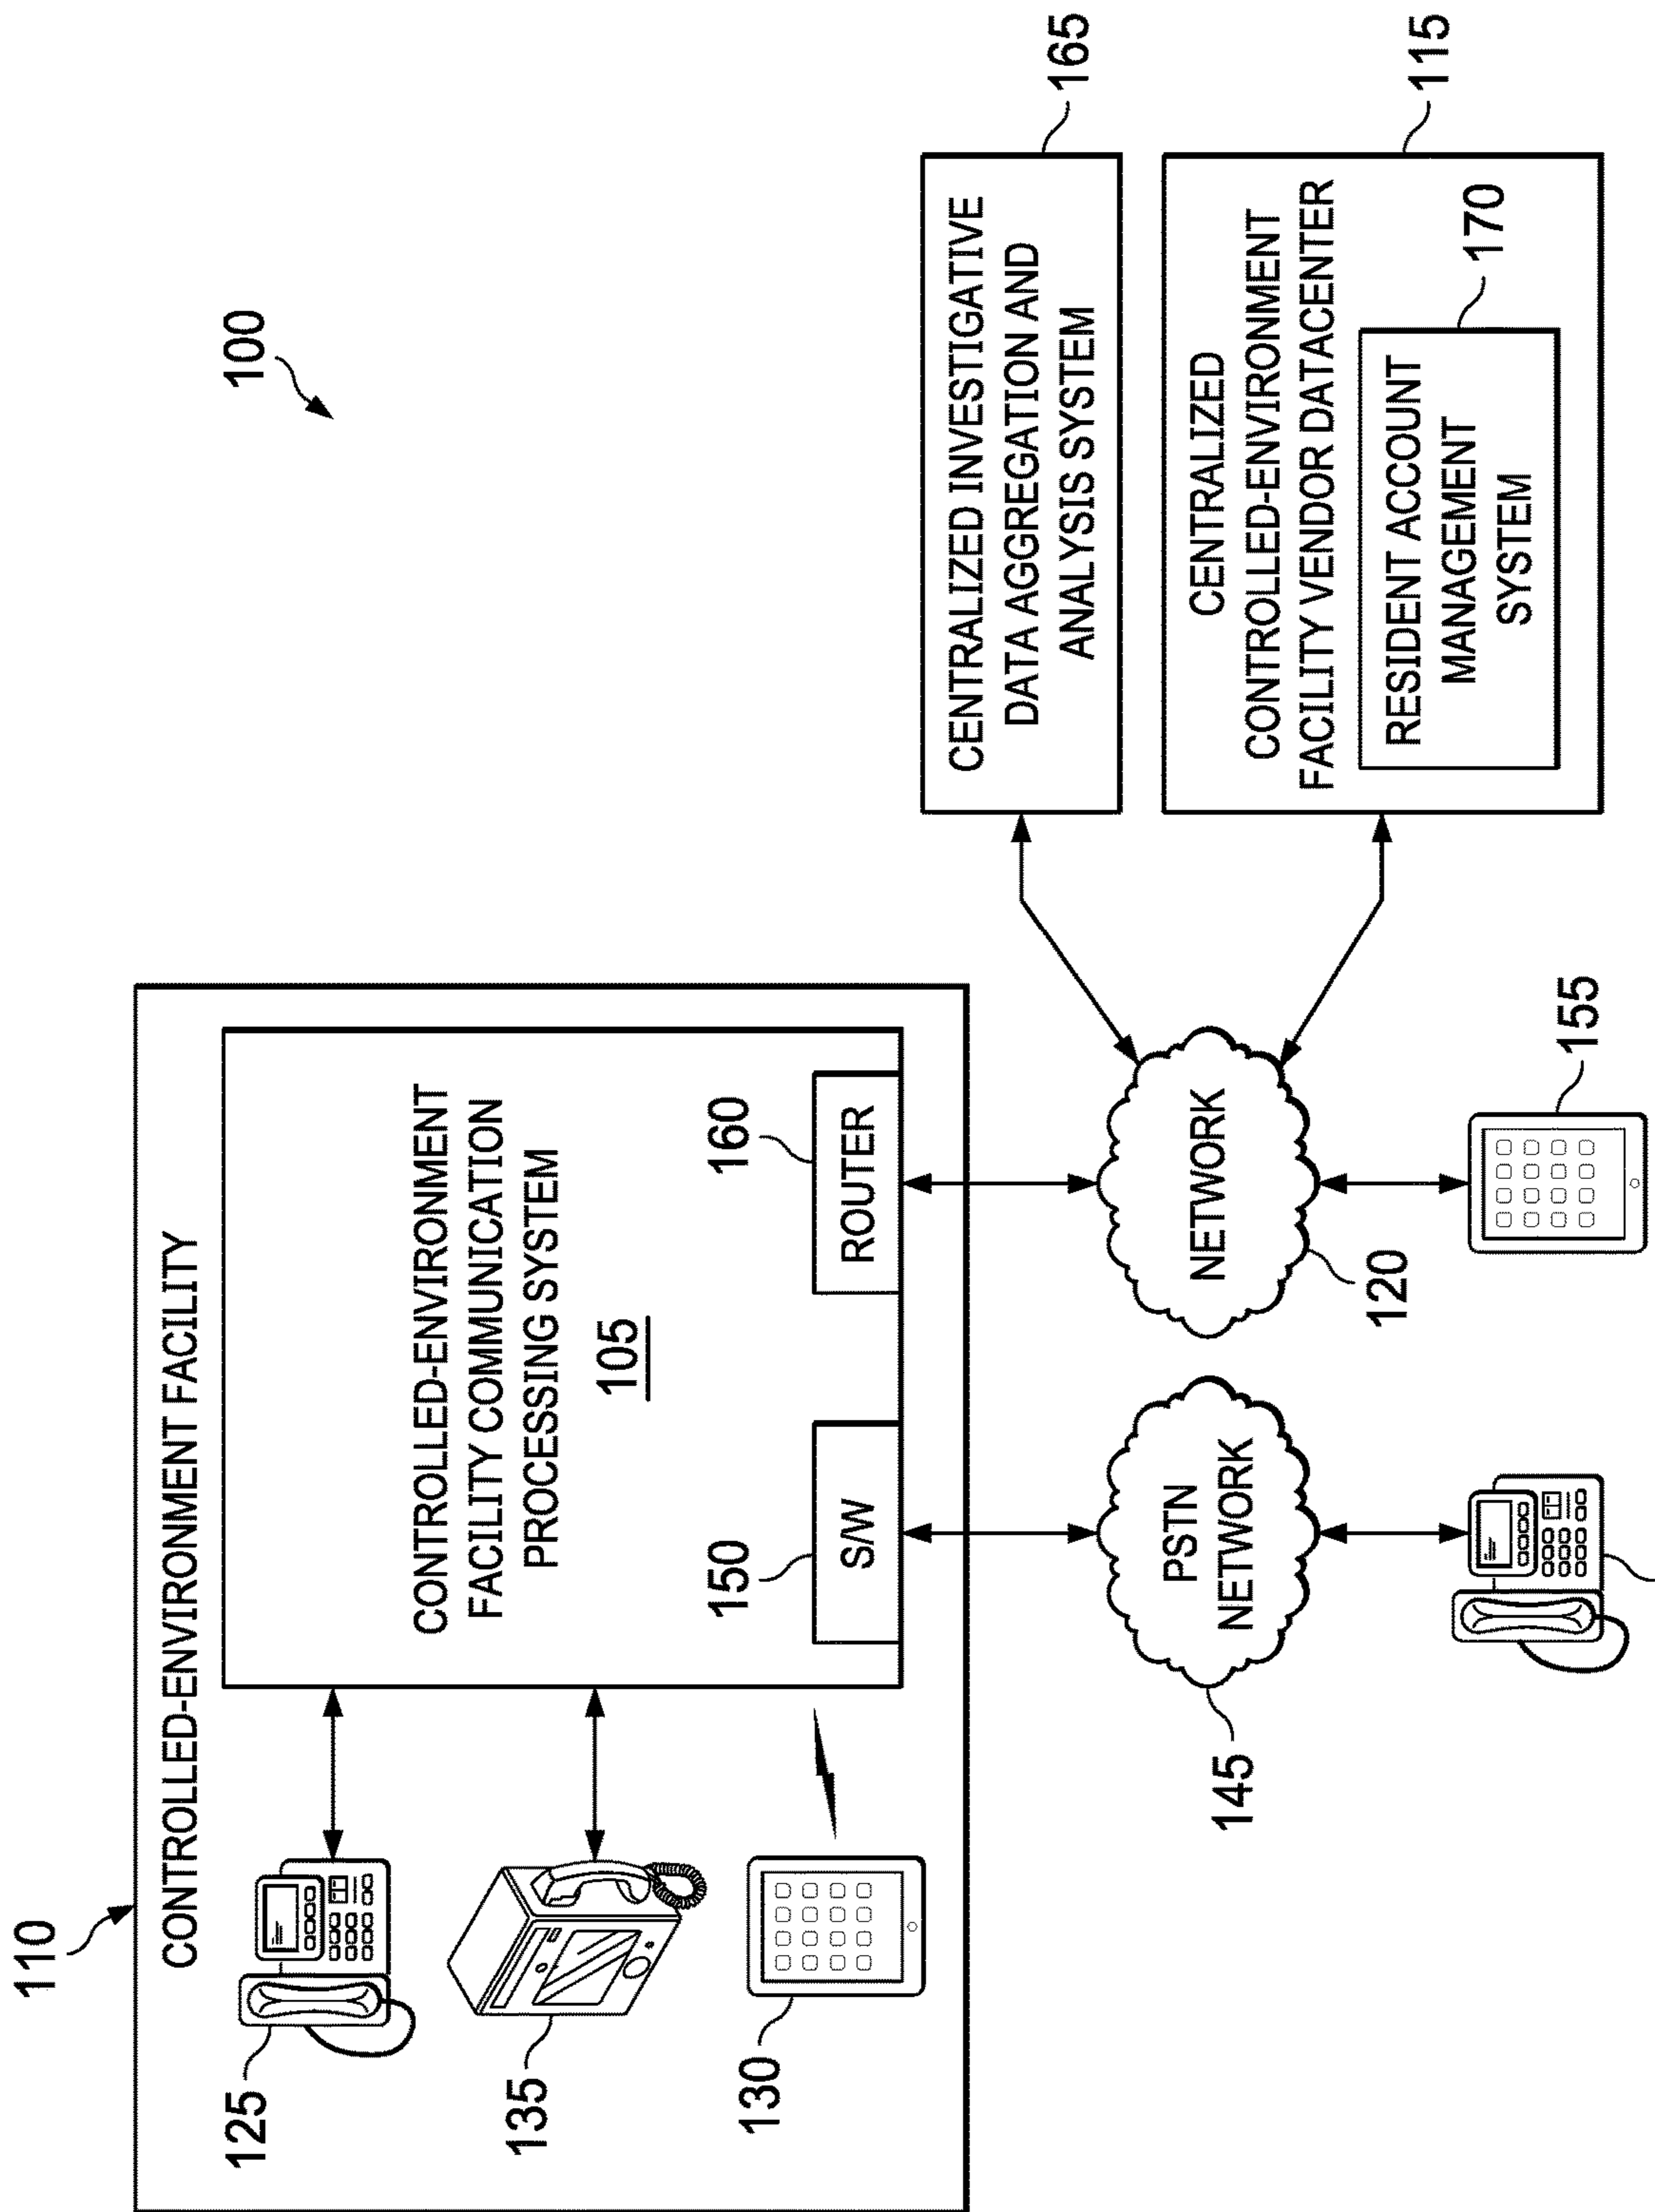 100
110
CONTROLLED-ENVIRONMENT FACILITY
125
135
130
CONTROLLED-ENVIRONMENT
FACILITY COMMUNICATION
PROCESSING SYSTEM
105
150
S/W
160
ROUTER
145
PSTN
NETWORK
NETWORK
120
155
CENTRALIZED INVESTIGATIVE
DATA AGGREGATION AND
ANALYSIS SYSTEM
165
CENTRALIZED
CONTROLLED-ENVIRONMENT
FACILITY VENDOR DATACENTER
115
RESIDENT ACCOUNT
MANAGEMENT
SYSTEM
170